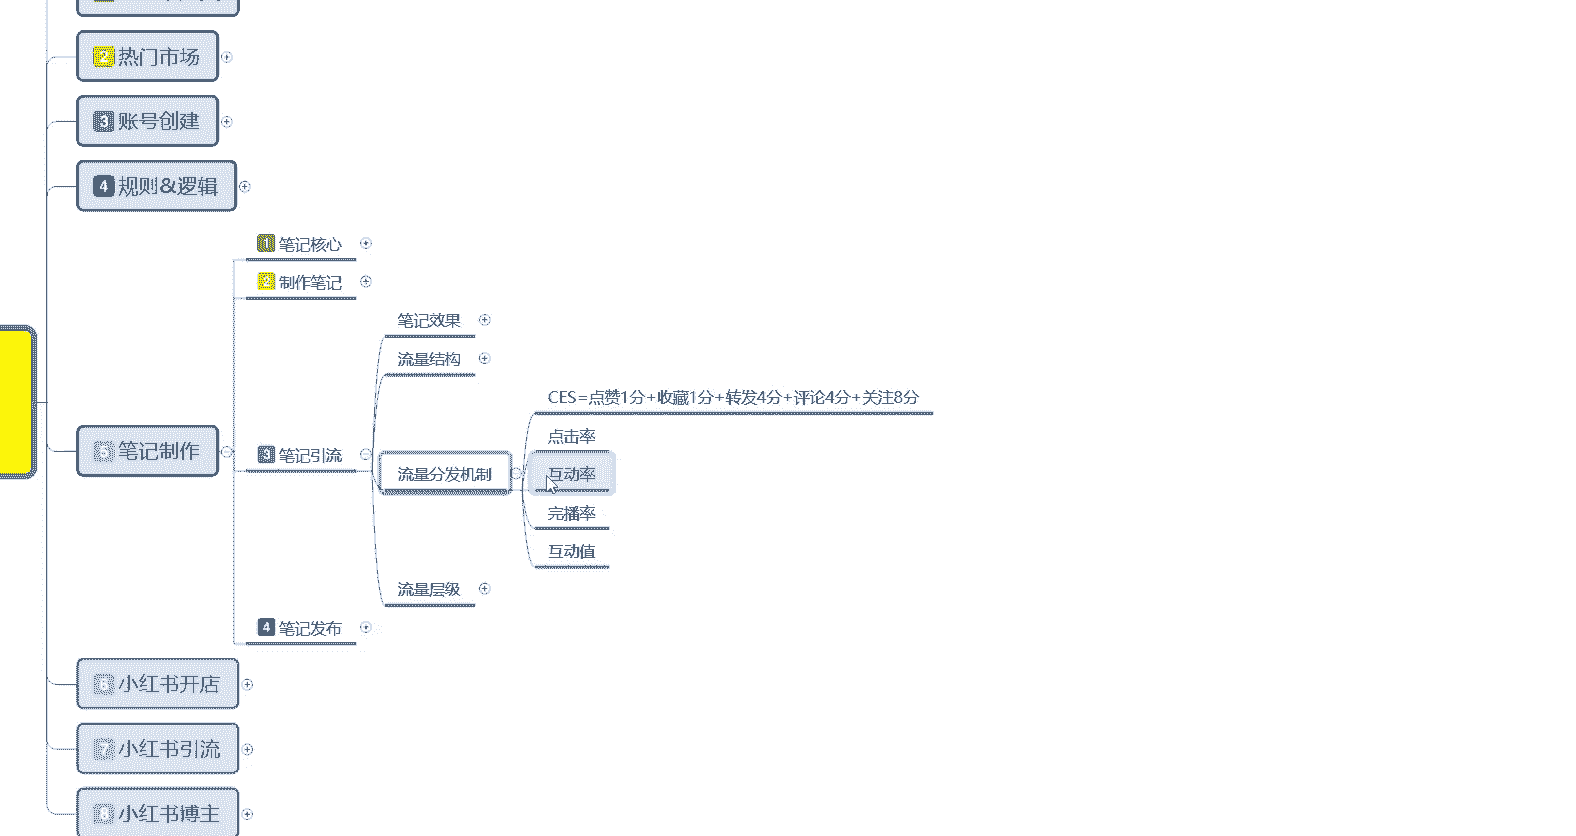 2 热门市场
3 账号创建
4 规则&逻辑
1 笔记核心
2 制作笔记
笔记效果
流量结构
CES=点赞1分+收藏1分+转发4分+评论4分+关注8分
点击率
5 笔记制作
3 笔记引流
流量分发机制
互动率
完播率
互动值
流量层级
4 笔记发布
6 小红书开店
7 小红书引流
8 小红书博主